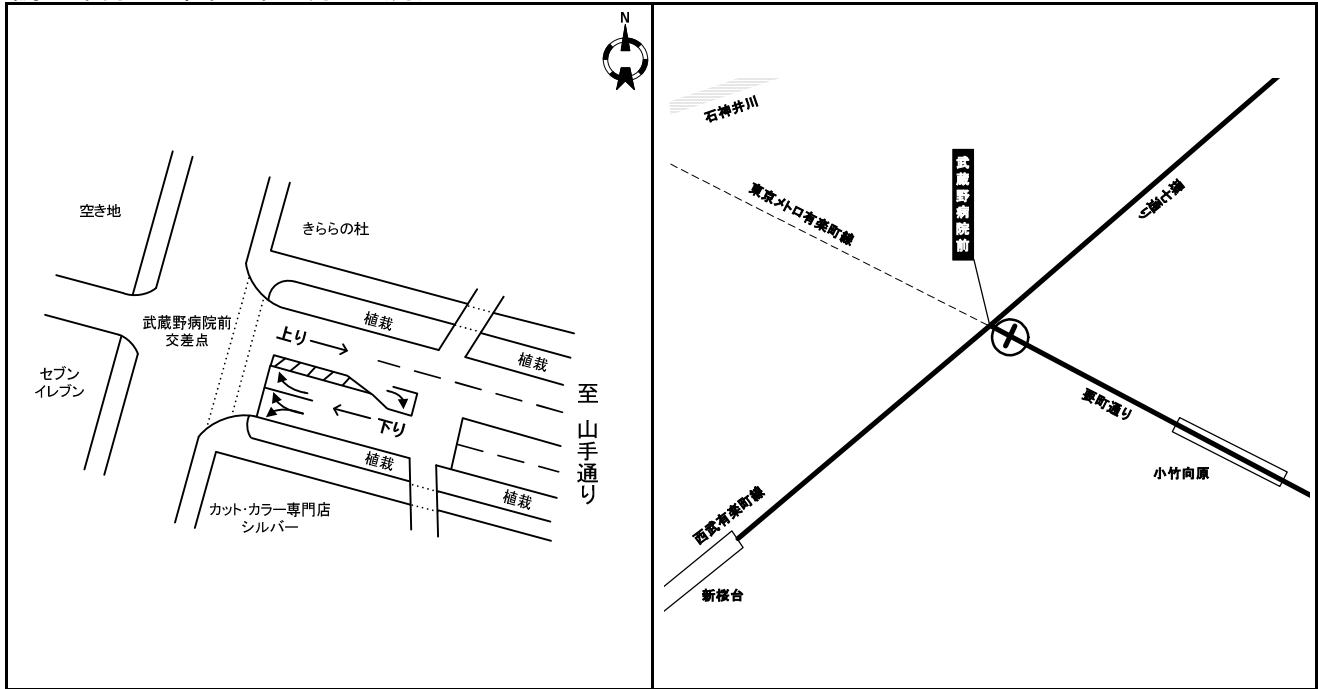 N
空き地
きららの杜
武蔵野病院前
交差点
植栽
上り
植栽
セブン
イレブン
下り
植栽
植栽
至 山手通り
カット・カラー専門店
シルバー
石神井川
武蔵野病院前
環七通り
東京メトロ有楽町線
要町通り
小竹向原
西武有楽町線
新桜台